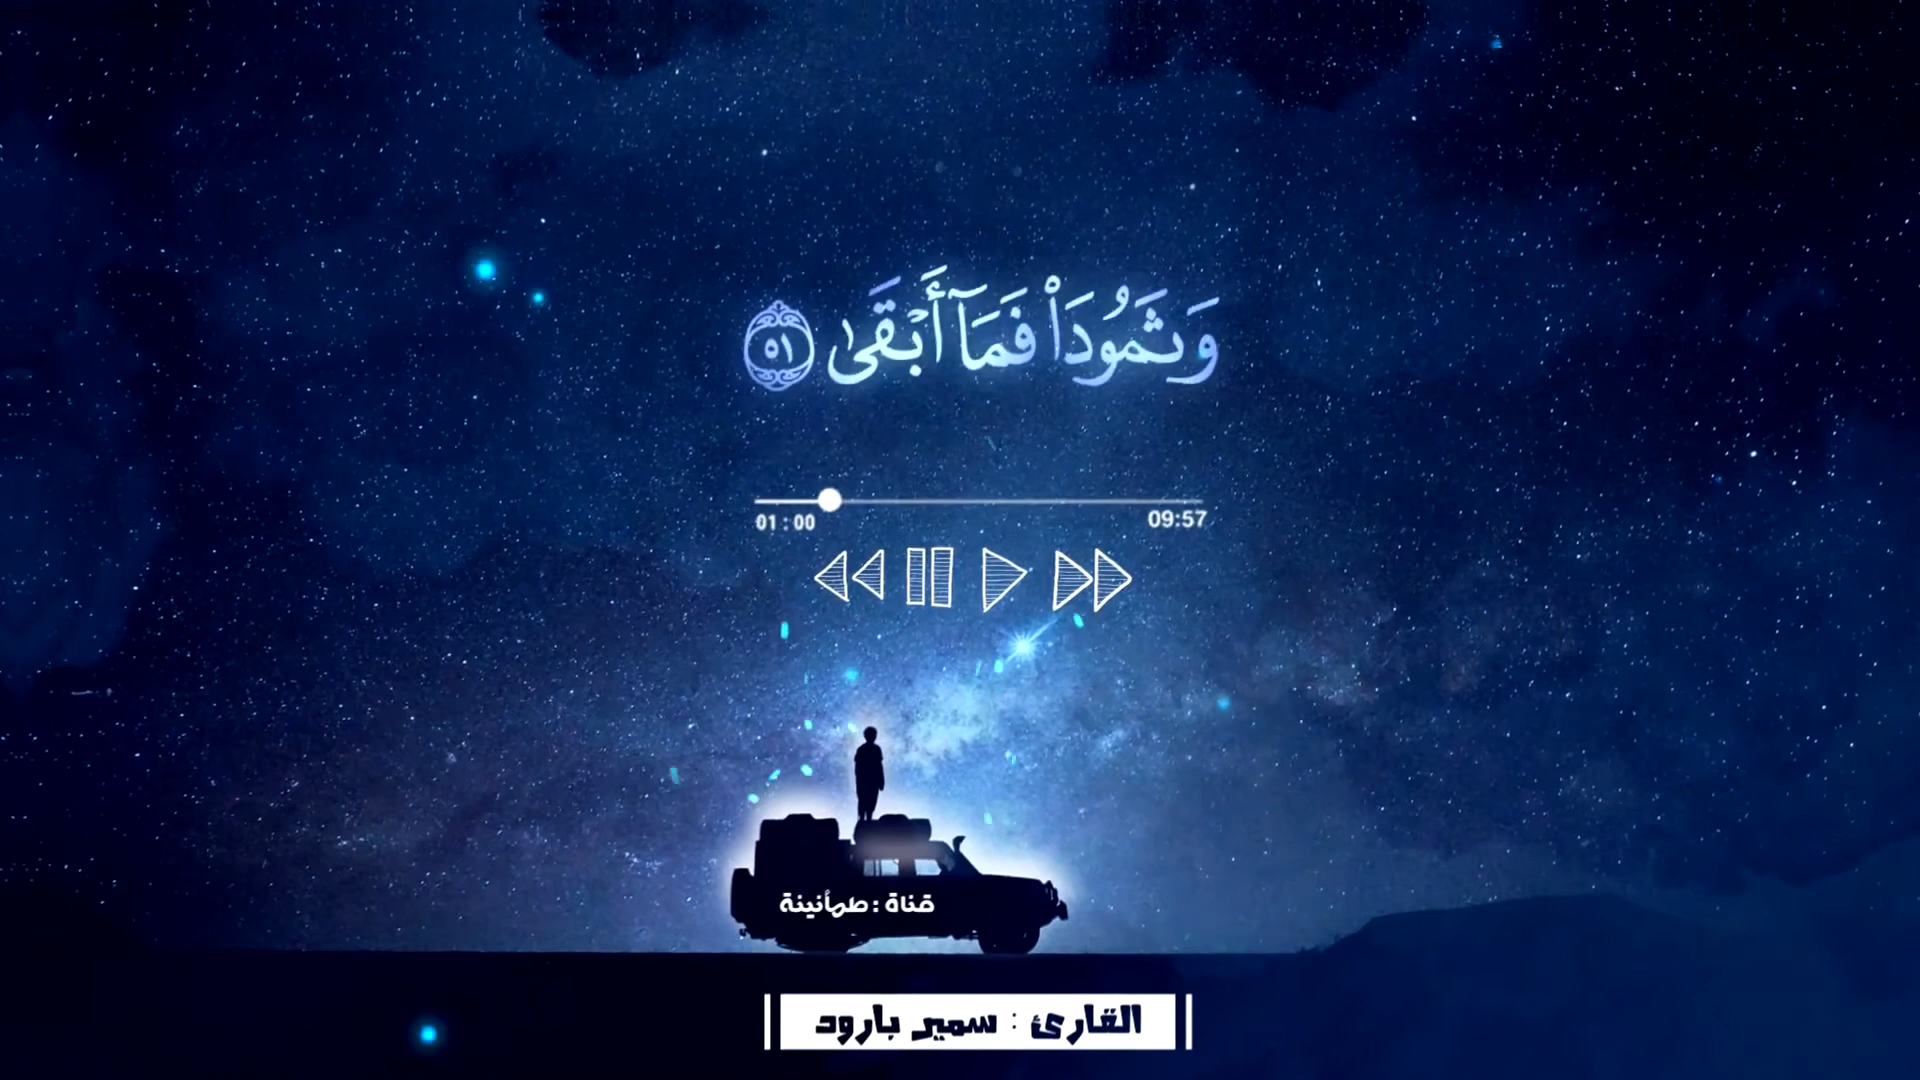 وَثَمُودَا۟ فَمَآ أَبْقَىٰ ٥١
01 : 00
09:57
قناة : طمأنينة
القارئ : سمير بارود